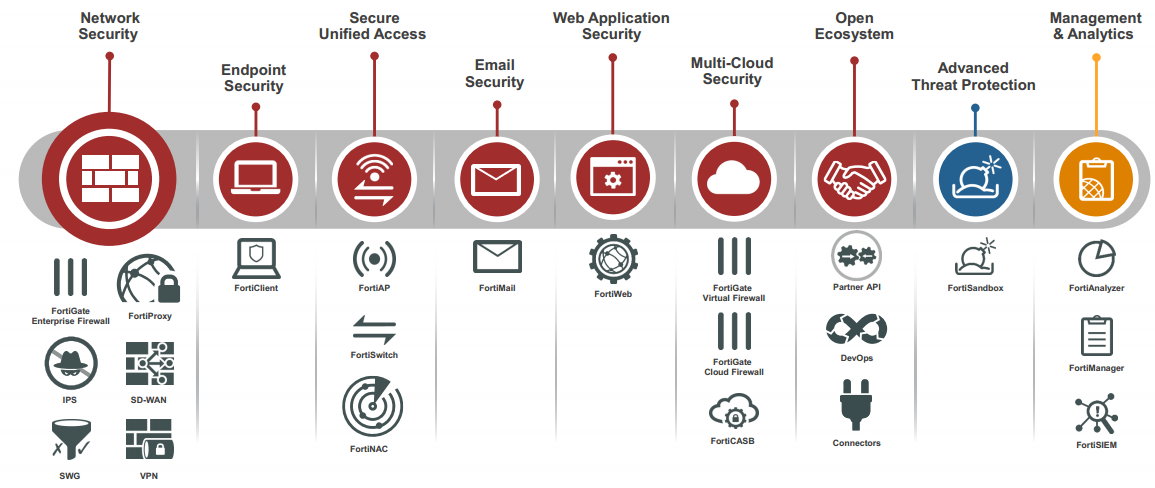 Network
Security
Endpoint
Security
Secure
Unified Access
Email
Security
Web Application
Security
Multi-Cloud
Security
Open
Ecosystem
Advanced
Threat Protection
Management
& Analytics
FortiGate
Enterprise Firewall
FortiProxy
IPS
SD-WAN
SWG
VPN
FortiClient
FortiAP
FortiSwitch
FortiNAC
FortiMail
FortiWeb
FortiGate
Virtual Firewall
FortiGate
Cloud Firewall
FortiCASB
Partner API
DevOps
Connectors
FortiSandbox
FortiAnalyzer
FortiManager
FortiSIEM